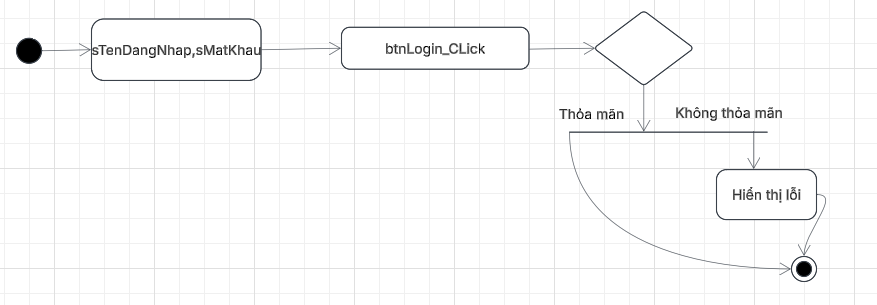 sTenDangNhap,sMatKhau
btnLogin_CLick
Thỏa mãn
Không thỏa mãn
Hiển thị lỗi